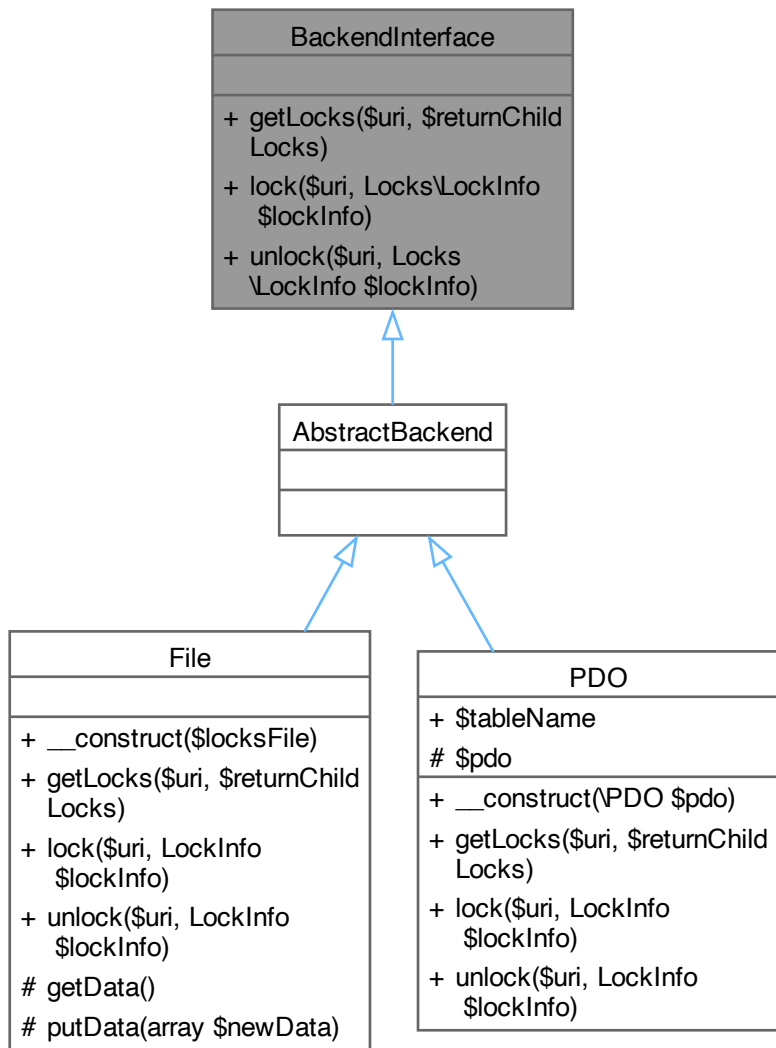 BackendInterface
+ getLocks($uri, $returnChild
Locks)
+ lock($uri, Locks\LockInfo
$lockInfo)
+ unlock($uri, Locks
\LockInfo $lockInfo)
AbstractBackend
File
+ __construct($locksFile)
+ getLocks($uri, $returnChild
Locks)
+ lock($uri, LockInfo
$lockInfo)
+ unlock($uri, LockInfo
$lockInfo)
# getData()
# putData(array $newData)
PDO
+ $tableName
# $pdo
+ __construct(\PDO $pdo)
+ getLocks($uri, $returnChild
Locks)
+ lock($uri, LockInfo
$lockInfo)
+ unlock($uri, LockInfo
$lockInfo)